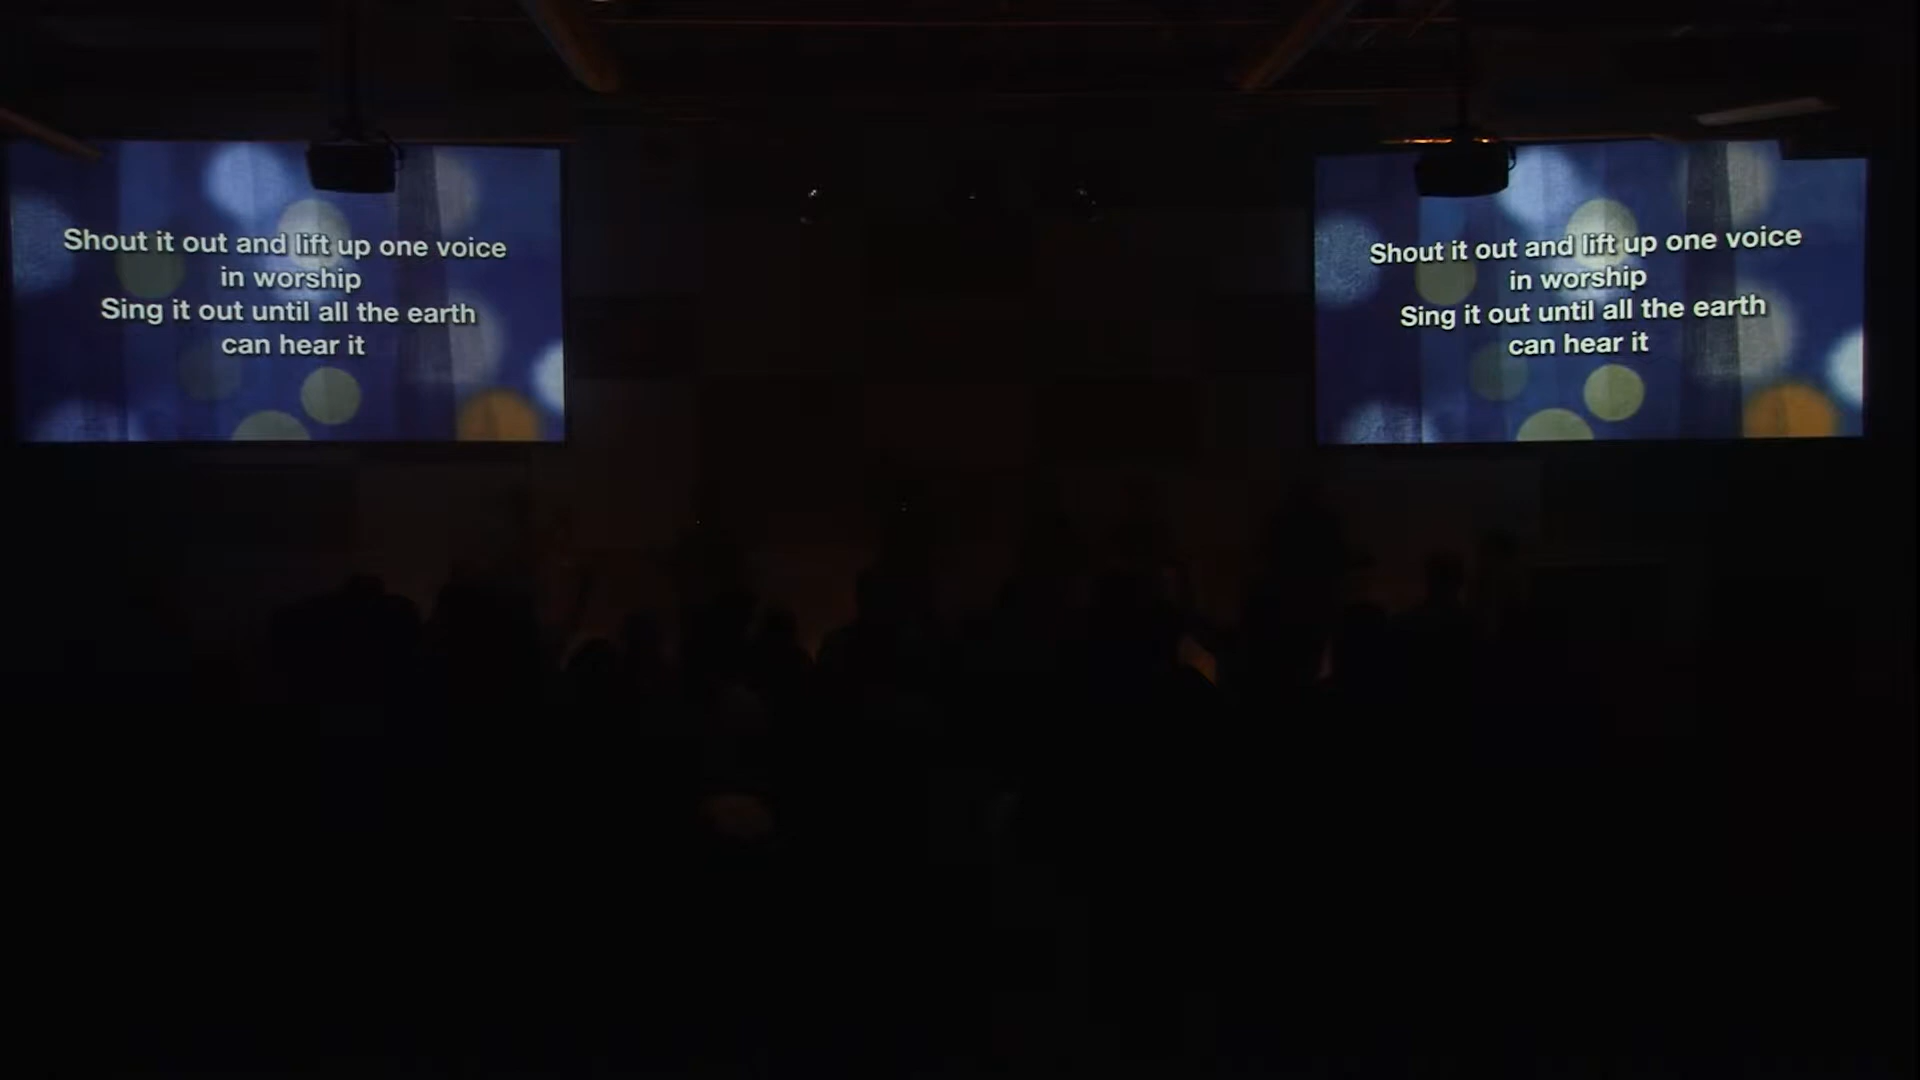 Shout it out and lift up one voice
in worship
Sing it out until all the earth
can hear it
Shout it out and lift up one voice
in worship
Sing it out until all the earth
can hear it